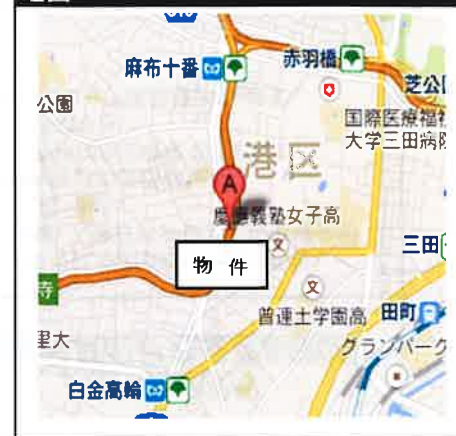 麻布十番
赤羽橋
芝公
公園
国際医療福祉
大学三田病院
港区
A
慶應義塾女子高
物 件
三田
寺
普連土学園高
田町
里大
グランパーク
白金高輪